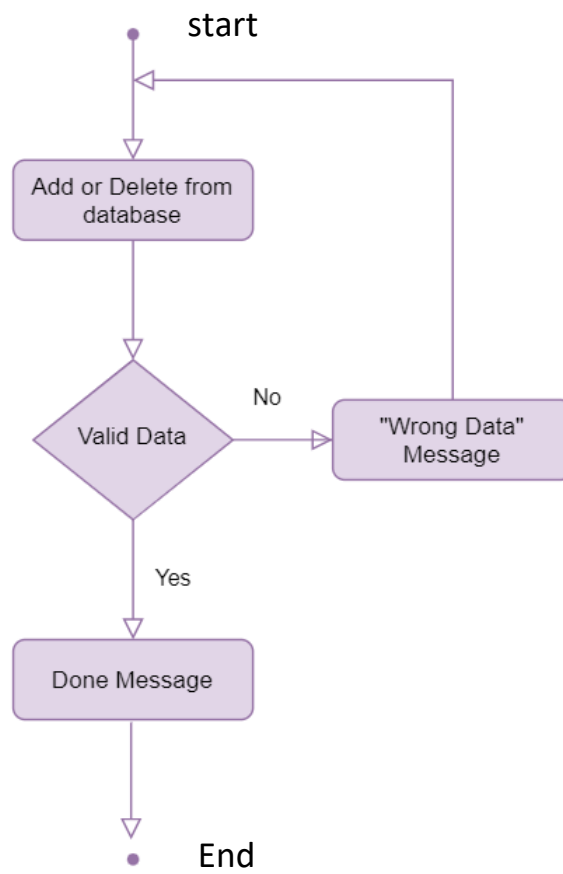 start
Add or Delete from
database
Valid Data
No
"Wrong Data"
Message
Yes
Done Message
End